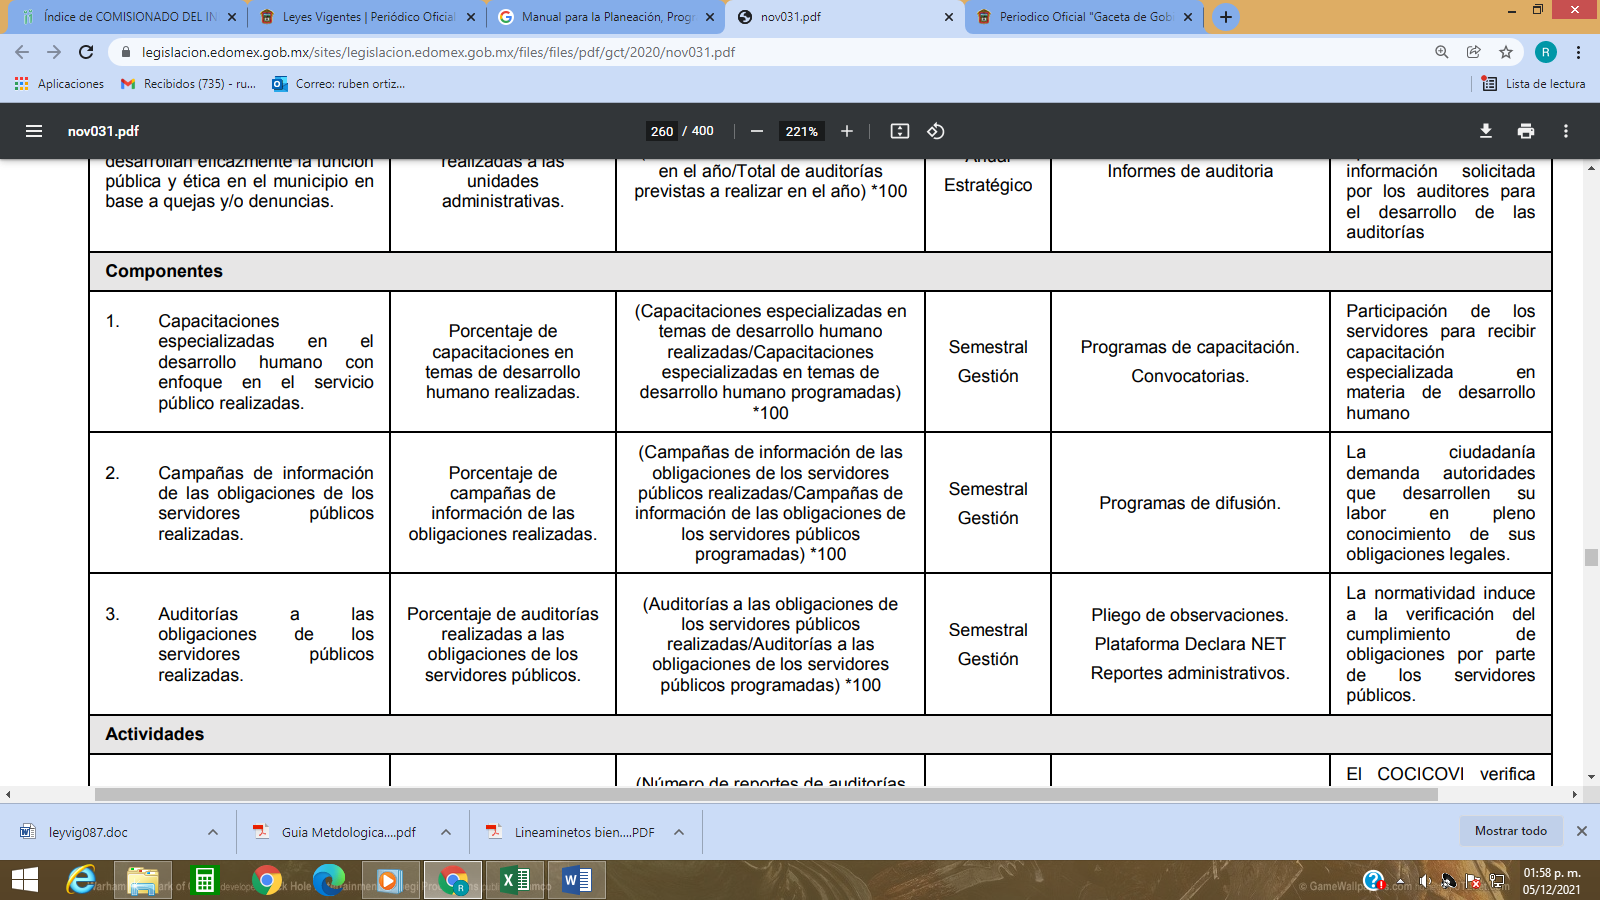 Índice de COMISIONADO DEL IN
Leyes Vigentes | Periódico Oficial
Manual para la Planeación, Progr
nov031.pdf
Periodico Oficial "Gaceta de Gob
legislacion.edomex.gob.mx/sites/legislacion.edomex.gob.mx/files/files/pdf/gct/2020/nov031.pdf
R
Aplicaciones
Recibidos (735) - ru...
Correo: ruben ortiz...
Lista de lectura
nov031.pdf
260 / 400
221%
desarrollan eficazmente la función
pública y ética en el municipio en
base a quejas y/o denuncias.
realizadas a las
unidades
administrativas.
en el año/Total de auditorías
previstas a realizar en el año) *100
Anual
Estratégico
Informes de auditoria
información solicitada
por los auditores para
el desarrollo de las
auditorías
Componentes
1. Capacitaciones
especializadas en el
desarrollo humano con
enfoque en el servicio
público realizadas.
Porcentaje de
capacitaciones en
temas de desarrollo
humano realizadas.
(Capacitaciones especializadas en
temas de desarrollo humano
realizadas/Capacitaciones
especializadas en temas de
desarrollo humano programadas)
*100
Semestral
Gestión
Programas de capacitación.
Convocatorias.
Participación de los
servidores para recibir
capacitación
especializada en
materia de desarrollo
humano
2. Campañas de información
de las obligaciones de los
servidores públicos
realizadas.
Porcentaje de
campañas de
información de las
obligaciones realizadas.
(Campañas de información de las
obligaciones de los servidores
públicos realizadas/Campañas de
información de las obligaciones de
los servidores públicos
programadas) *100
Semestral
Gestión
Programas de difusión.
La ciudadanía
demanda autoridades
que desarrollen su
labor en pleno
conocimiento de sus
obligaciones legales.
3. Auditorías a las
obligaciones de los
servidores públicos
realizadas.
Porcentaje de auditorías
realizadas a las
obligaciones de los
servidores públicos.
(Auditorías a las obligaciones de
los servidores públicos
realizadas/Auditorías a las
obligaciones de los servidores
públicos programadas) *100
Semestral
Gestión
Pliego de observaciones.
Plataforma Declara NET
Reportes administrativos.
La normatividad induce
a la verificación del
cumplimiento de
obligaciones por parte
de los servidores
públicos.
Actividades
(Número de reportes de auditorías
El COCICOVI verifica
leyvig087.doc
Guia Metdologica....pdf
Lineaminetos bien....PDF
Mostrar todo
© GameWallpapers.com
01:58 p. m.
05/12/2021